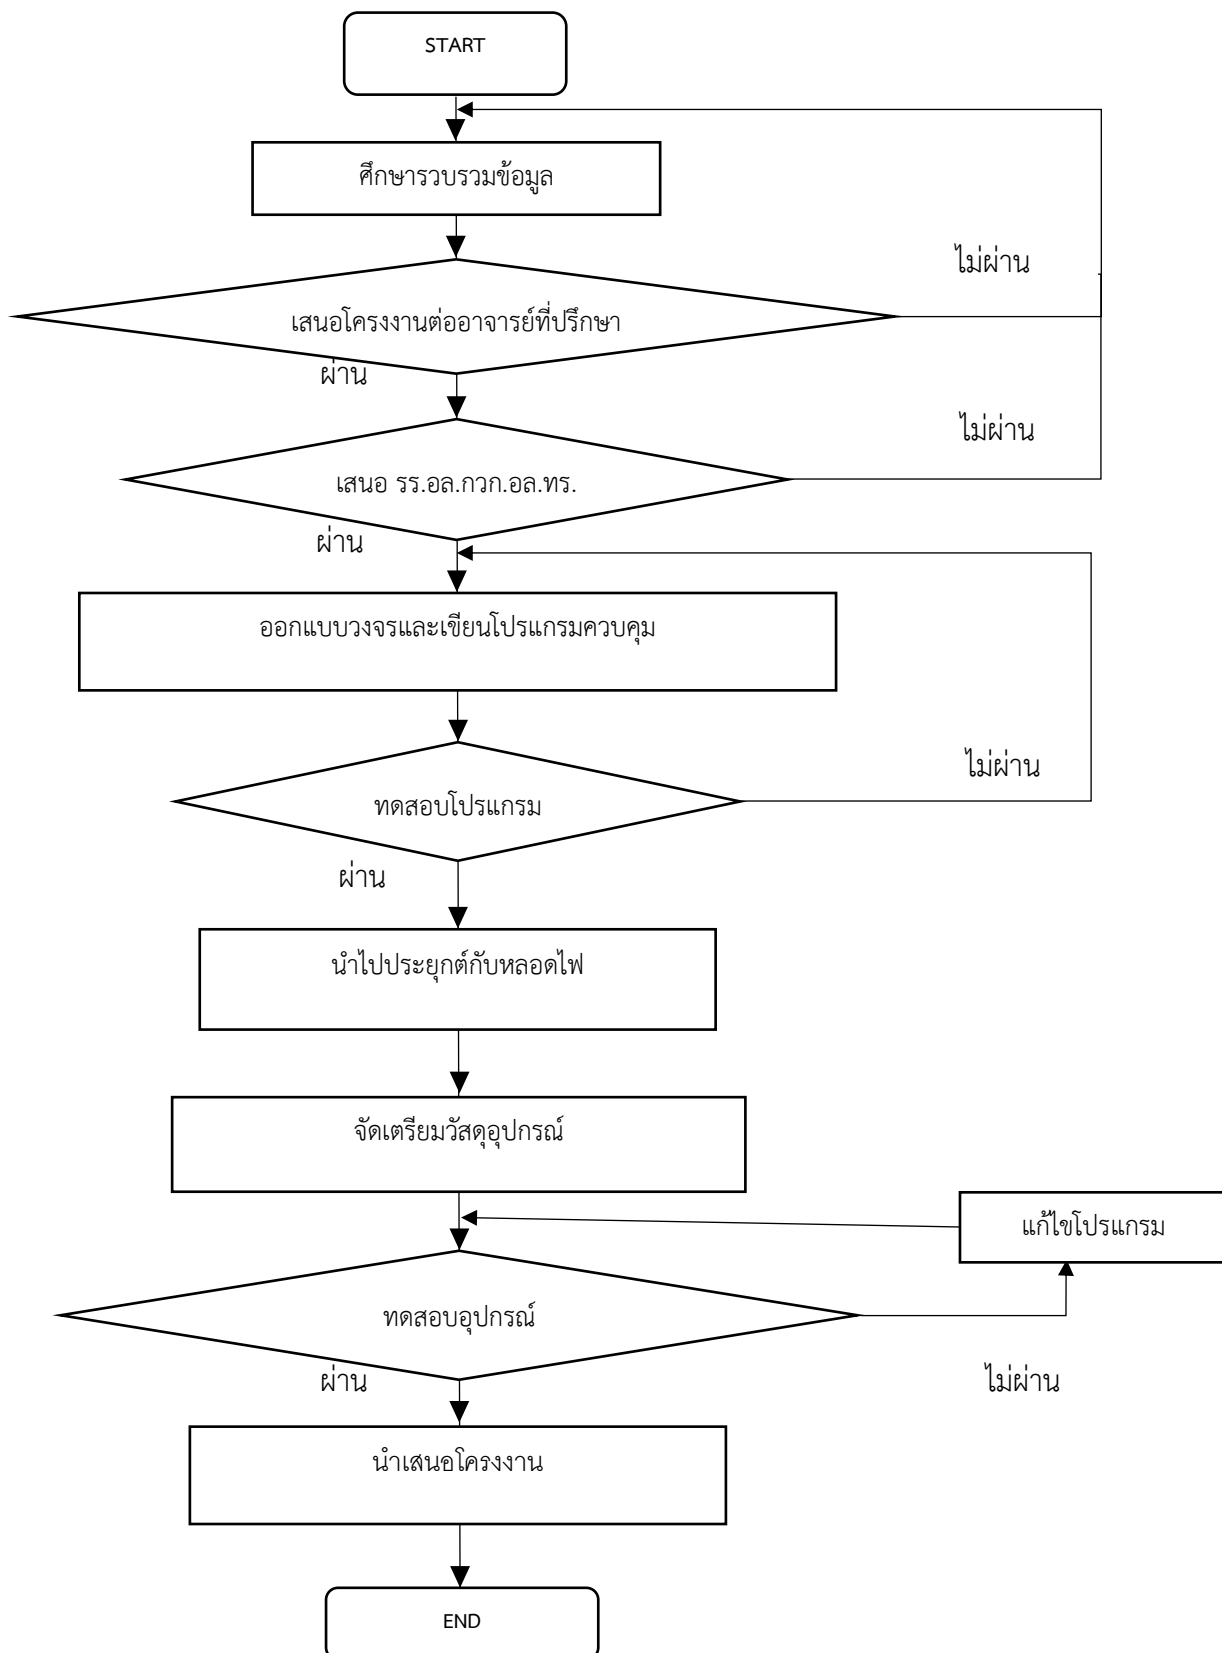 START
ศึกษารวบรวมข้อมูล
ไม่ผ่าน
เสนอโครงงานต่ออาจารย์ที่ปรึกษา
ผ่าน
ไม่ผ่าน
เสนอ รร.อล.กวก.อล.ทร.
ผ่าน
ออกแบบวงจรและเขียนโปรแกรมควบคุม
ไม่ผ่าน
ทดสอบโปรแกรม
ผ่าน
นำไปประยุกต์กับหลอดไฟ
จัดเตรียมวัสดุอุปกรณ์
แก้ไขโปรแกรม
ทดสอบอุปกรณ์
ผ่าน
ไม่ผ่าน
นำเสนอโครงงาน
END